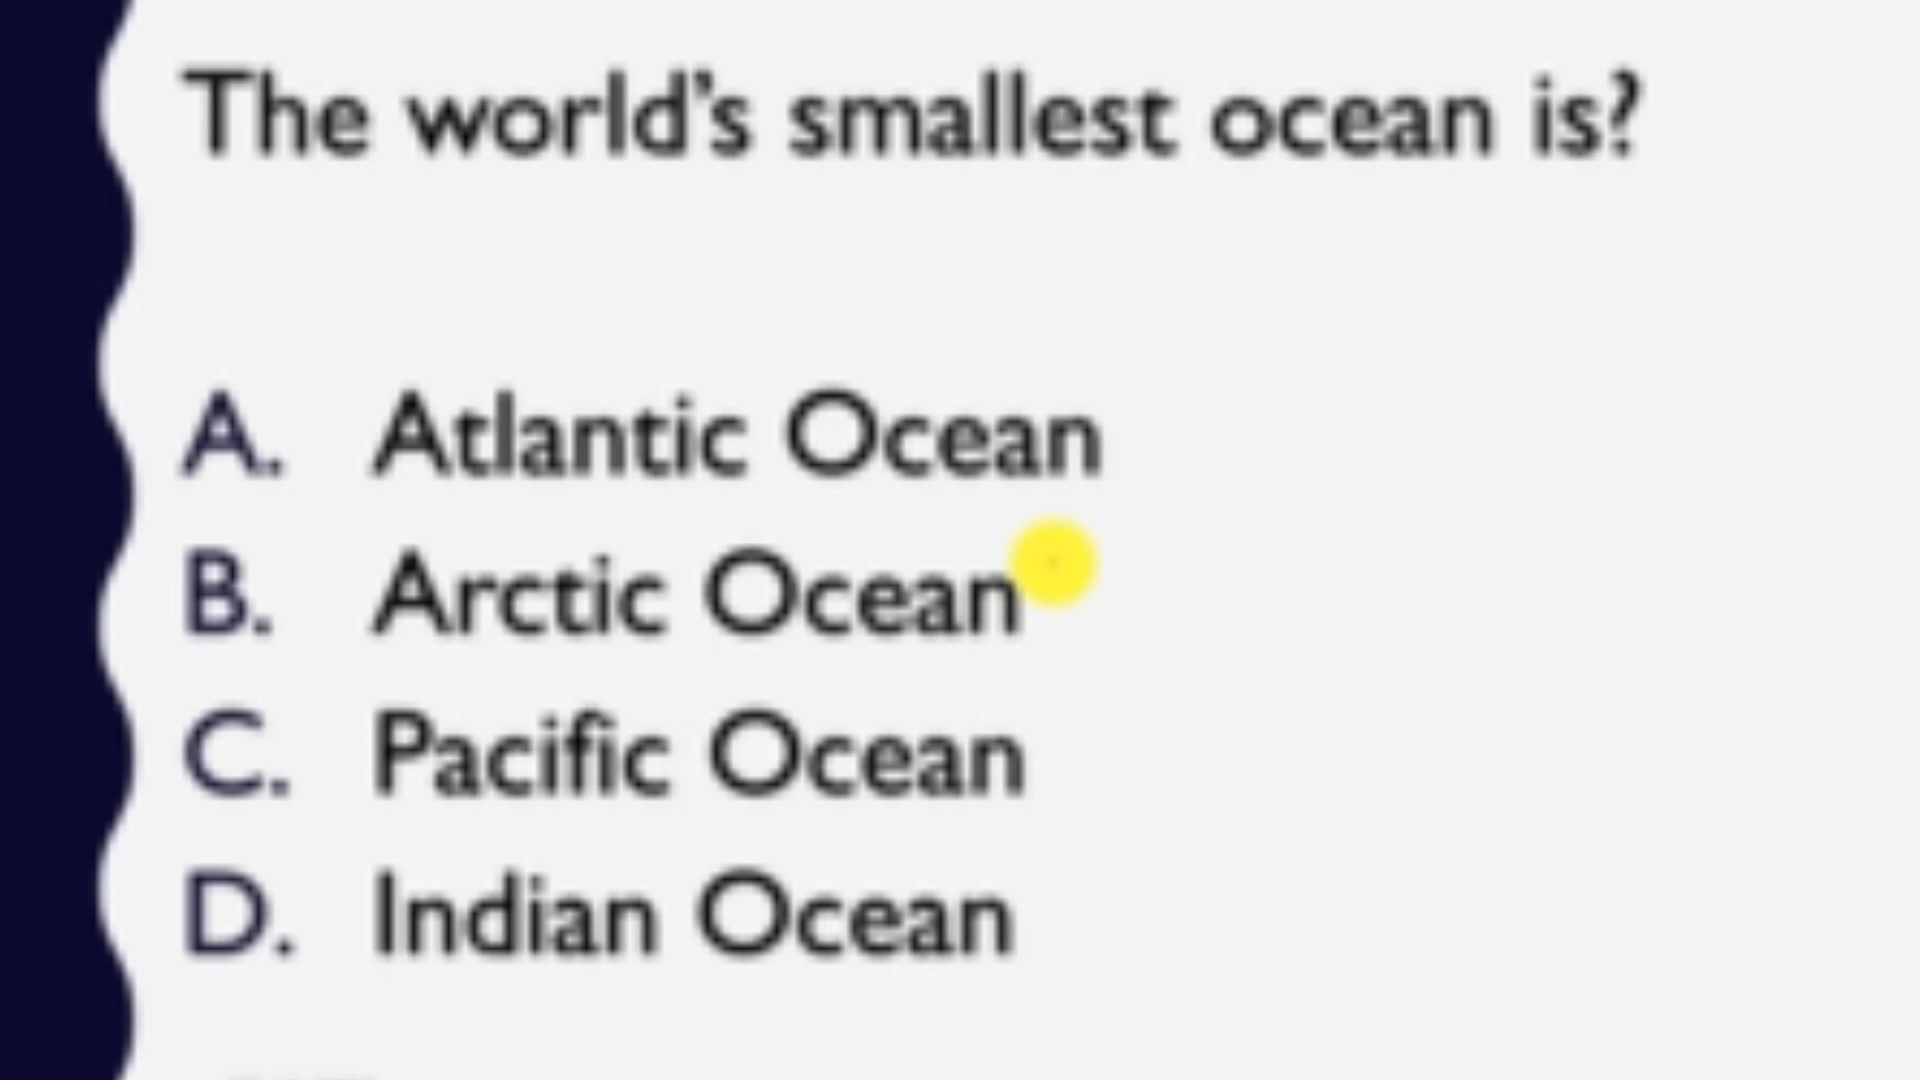 The world’s smallest ocean is?
A. Atlantic Ocean
B. Arctic Ocean
C. Pacific Ocean
D. Indian Ocean